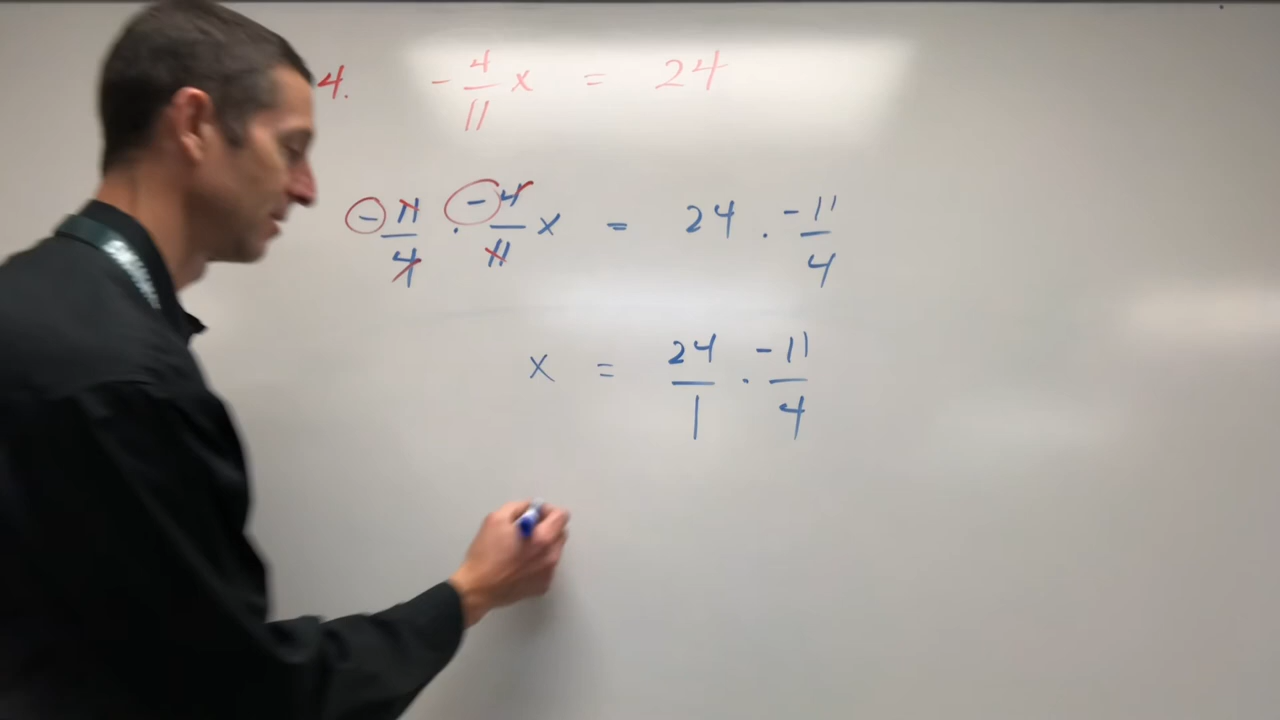 4. -4/11 x = 24
-11/4 · -4/11 x = 24 · -11/4
x = 24/1 · -11/4